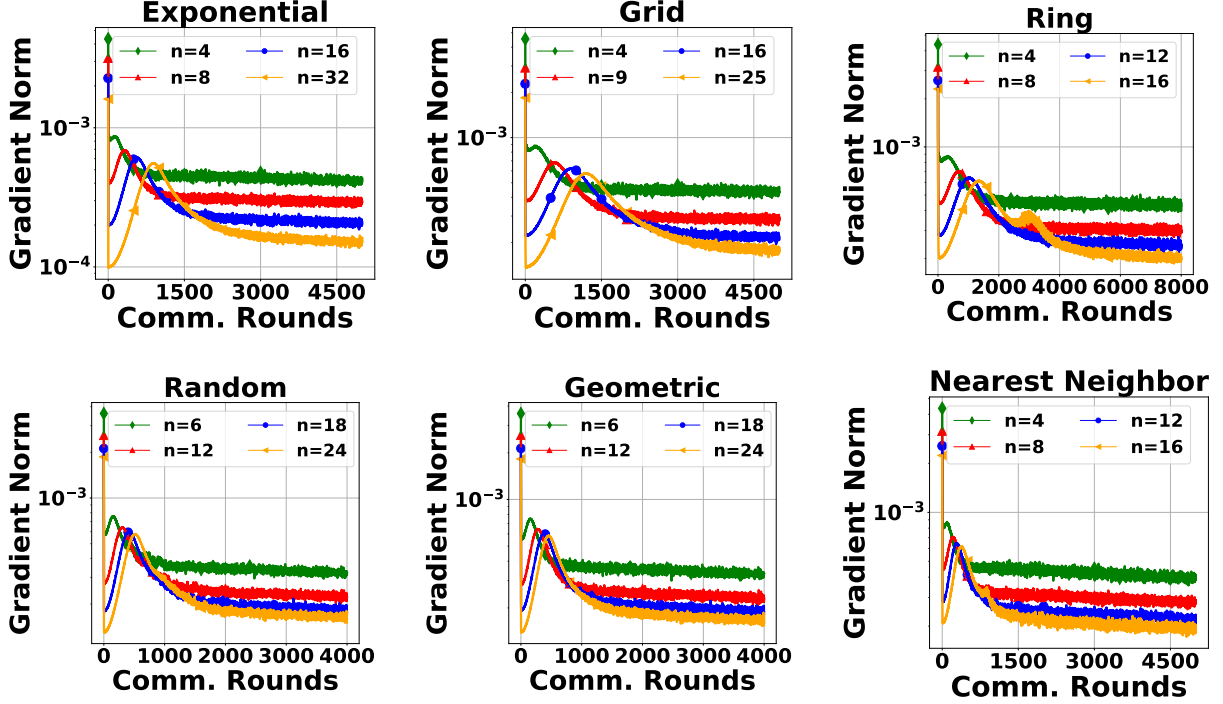 Exponential
Gradient Norm
n=4
n=16
n=8
n=32
10⁻³
10⁻⁴
0 1500 3000 4500
Comm. Rounds
Grid
Gradient Norm
n=4
n=16
n=9
n=25
10⁻³
0 1500 3000 4500
Comm. Rounds
Ring
Gradient Norm
n=4
n=12
n=8
n=16
10⁻³
0 2000 4000 6000 8000
Comm. Rounds
Random
Gradient Norm
n=6
n=18
n=12
n=24
10⁻³
0 1000 2000 3000 4000
Comm. Rounds
Geometric
Gradient Norm
n=6
n=18
n=12
n=24
10⁻³
0 1000 2000 3000 4000
Comm. Rounds
Nearest Neighbor
Gradient Norm
n=4
n=12
n=8
n=16
10⁻³
0 1500 3000 4500
Comm. Rounds